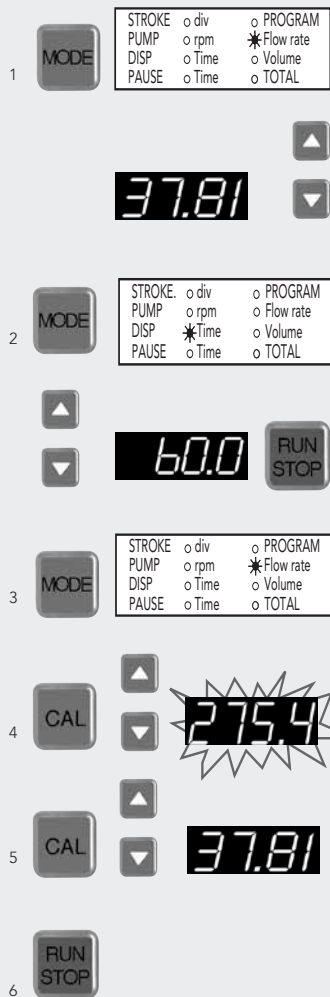 STROKE div PROGRAM
MODE PUMP rpm Flow rate
1 DISP Time Volume
PAUSE Time TOTAL
37.81
STROKE. div PROGRAM
MODE PUMP rpm Flow rate
2 DISP Time Volume
PAUSE Time TOTAL
60.0 RUN STOP
STROKE div PROGRAM
MODE PUMP rpm Flow rate
3 DISP Time Volume
PAUSE Time TOTAL
4 CAL 275.4
5 CAL 37.81
6 RUN STOP